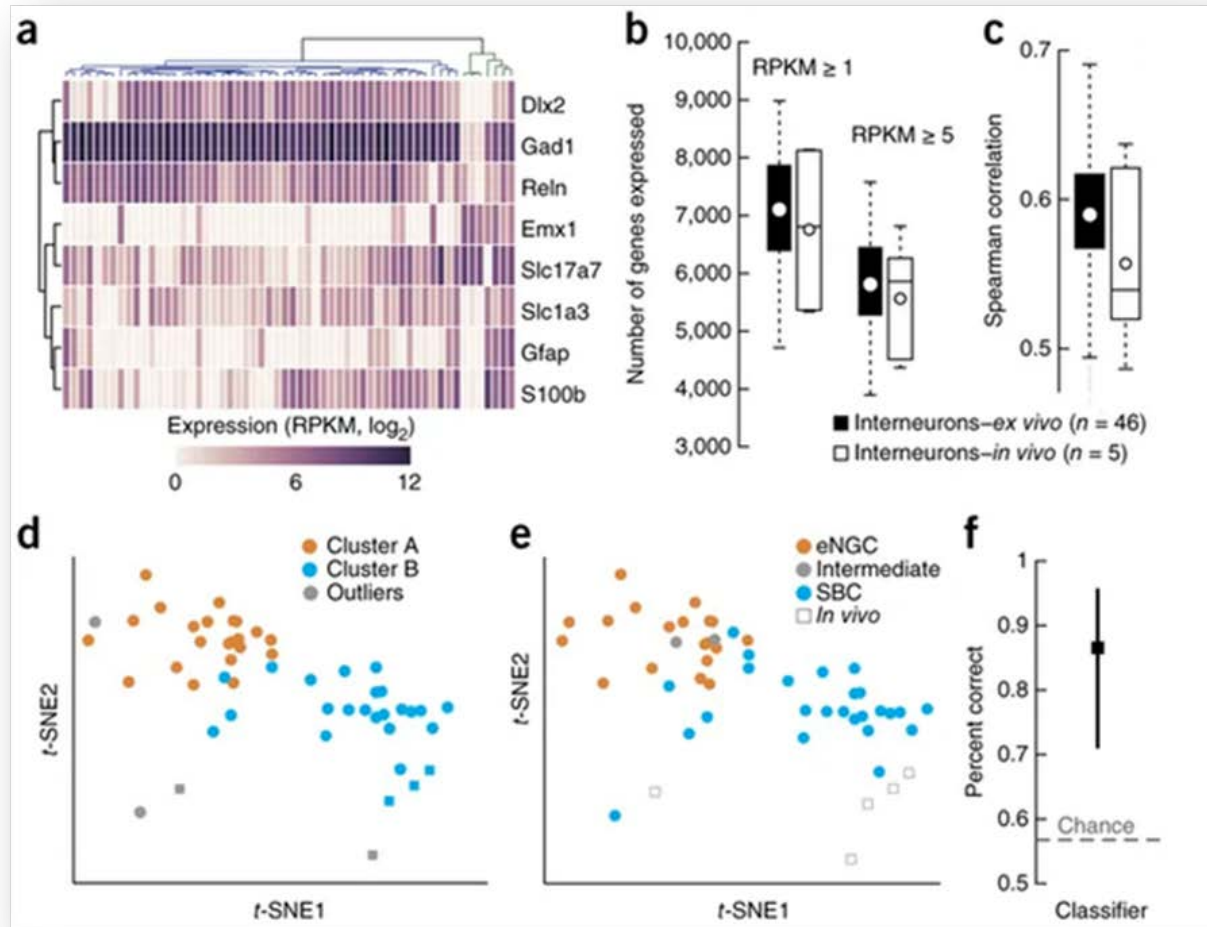 a
Dlx2
Gad1
Reln
Emx1
Slc17a7
Slc1a3
Gfap
S100b
Expression (RPKM, log2)
0 6 12
b
Number of genes expressed
10,000
9,000
8,000
7,000
6,000
5,000
4,000
3,000
RPKM ≥ 1
RPKM ≥ 5
Interneurons–ex vivo (n = 46)
Interneurons–in vivo (n = 5)
c
Spearman correlation
0.7
0.6
0.5
d
Cluster A
Cluster B
Outliers
t-SNE2
t-SNE1
e
eNGC
Intermediate
SBC
In vivo
t-SNE2
t-SNE1
f
Percent correct
1
0.9
0.8
0.7
0.6
0.5
Chance
Classifier